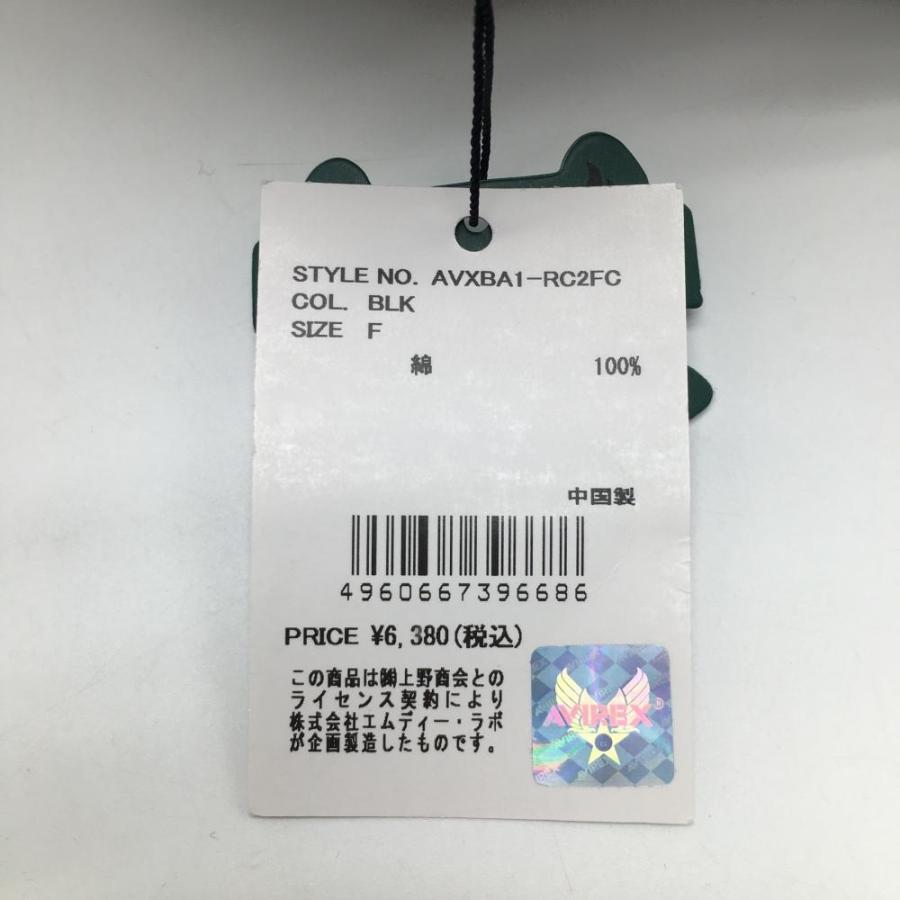 STYLE NO. AVXBA1-RC2FC
COL. BLK
SIZE F
綿 100%
中国製
4960667396686
PRICE ¥6,380(税込)
この商品は㈱上野商会との
ライセンス契約により
株式会社エムディー・ラボ
が企画製造したものです。
AVIREX®